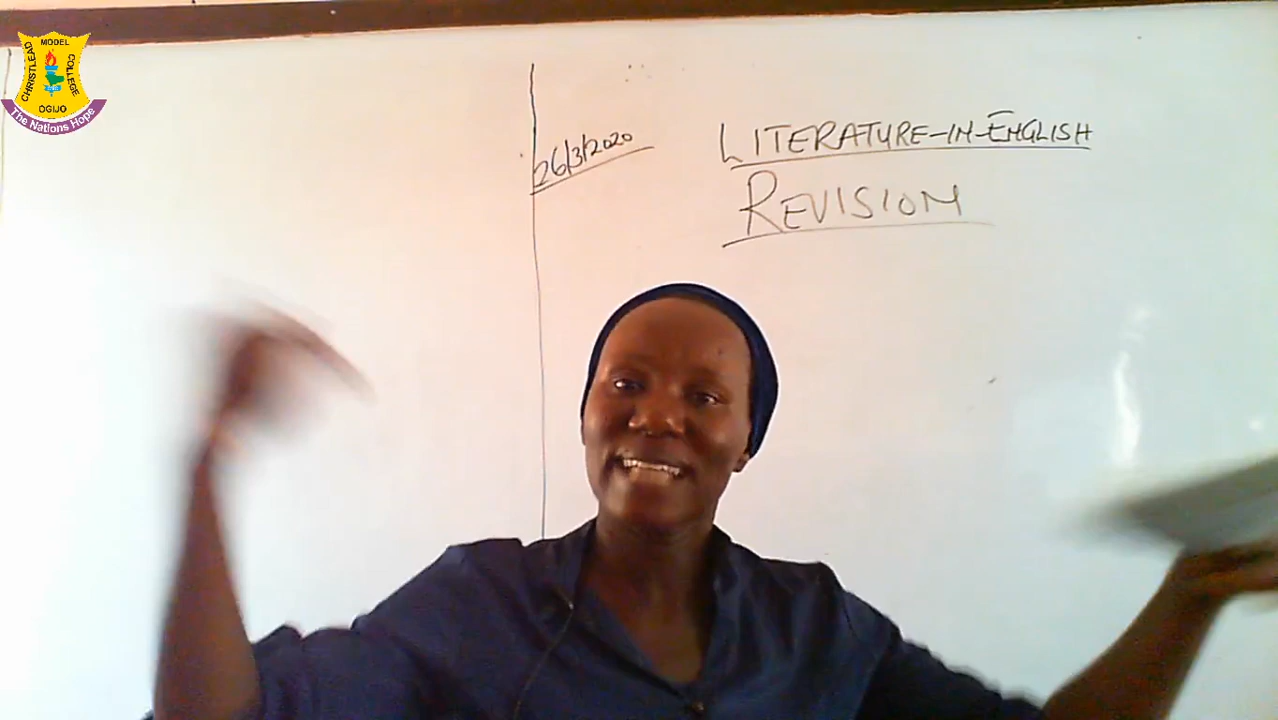 MODEL
CHRISTLEAD
COLLEGE
OGIJO
The Nations Hope
26/3/2020
LITERATURE-IN-ENGLISH
REVISION